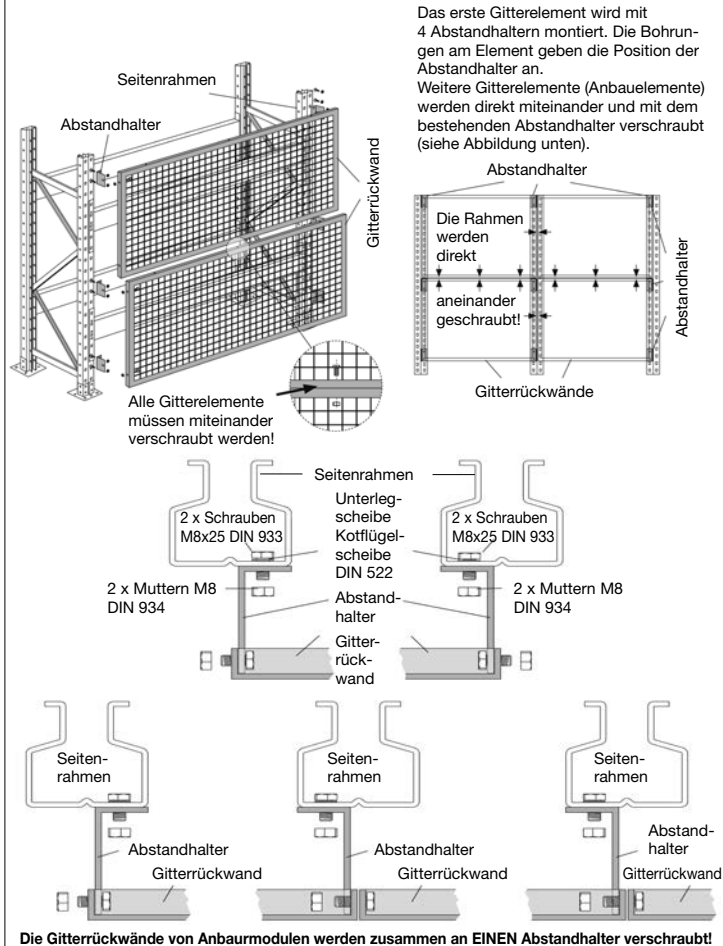 Das erste Gitterelement wird mit
4 Abstandhaltern montiert. Die Bohrun-
gen am Element geben die Position der
Abstandhalter an.
Weitere Gitterelemente (Anbauelemente)
werden direkt miteinander und mit dem
bestehenden Abstandhalter verschraubt
(siehe Abbildung unten).
Seitenrahmen
Abstandhalter
Gitterrückwand
Alle Gitterelemente
müssen miteinander
verschraubt werden!
Abstandhalter
Die Rahmen
werden
direkt
aneinander
geschraubt!
Abstandhalter
Gitterrückwände
Seitenrahmen
2 x Schrauben
M8x25 DIN 933
Unterleg-
scheibe
Kotflügel-
scheibe
DIN 522
2 x Schrauben
M8x25 DIN 933
2 x Muttern M8
DIN 934
Abstand-
halter
2 x Muttern M8
DIN 934
Gitter-
rück-
wand
Seiten-
rahmen
Seiten-
rahmen
Seiten-
rahmen
Abstandhalter
Gitterrückwand
Abstandhalter
Gitterrückwand
Abstand-
halter
Gitterrückwand
Die Gitterrückwände von Anbaurmodulen werden zusammen an EINEN Abstandhalter verschraubt!